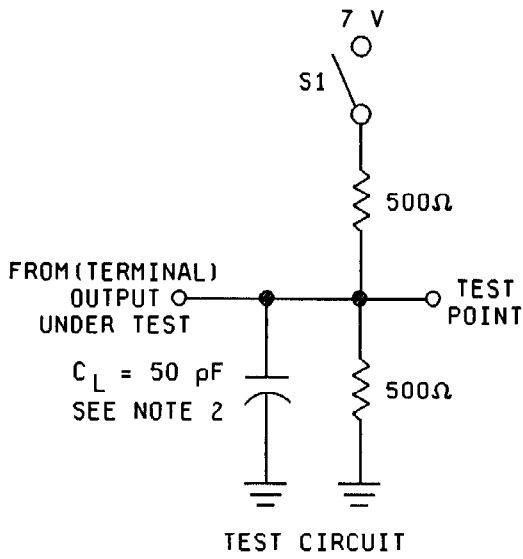 7 V
S1
500Ω
FROM(TERMINAL)
OUTPUT
UNDER TEST
TEST
POINT
C_L = 50 pF
SEE NOTE 2
500Ω
TEST CIRCUIT